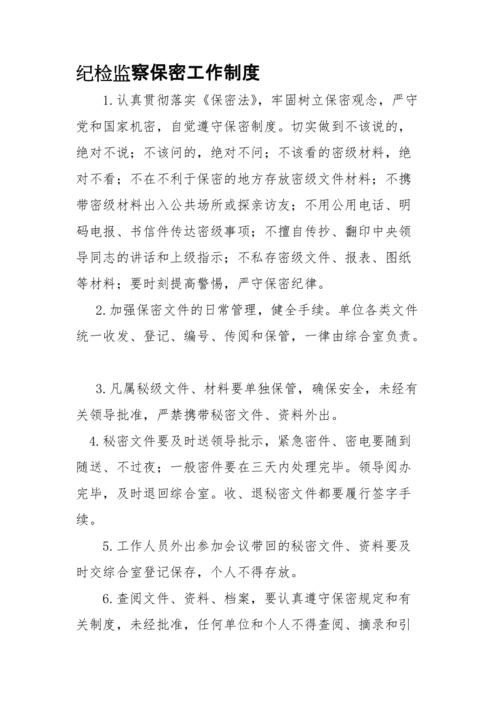 纪检监察保密工作制度
1.认真贯彻落实《保密法》，牢固树立保密观念，严守
党和国家机密，自觉遵守保密制度。切实做到不该说的，
绝对不说；不该问的，绝对不问；不该看的密级材料，绝
对不看；不在不利于保密的地方存放密级文件材料；不携
带密级材料出入公共场所或探亲访友；不用公用电话、明
码电报、书信件传达密级事项；不擅自传抄、翻印中央领
导同志的讲话和上级指示；不私存密级文件、报表、图纸
等材料；要时刻提高警惕，严守保密纪律。
2.加强保密文件的日常管理，健全手续。单位各类文件
统一收发、登记、编号、传阅和保管，一律由综合室负责。
3.凡属秘级文件、材料要单独保管，确保安全，未经有
关领导批准，严禁携带秘密文件、资料外出。
4.秘密文件要及时送领导批示，紧急密件、密电要随到
随送、不过夜；一般密件要在三天内处理完毕。领导阅办
完毕，及时退回综合室。收、退秘密文件都要履行签字手
续。
5.工作人员外出参加会议带回的秘密文件、资料要及
时交综合室登记保存，个人不得存放。
6.查阅文件、资料、档案，要认真遵守保密规定和有
关制度，未经批准，任何单位和个人不得查阅、摘录和引